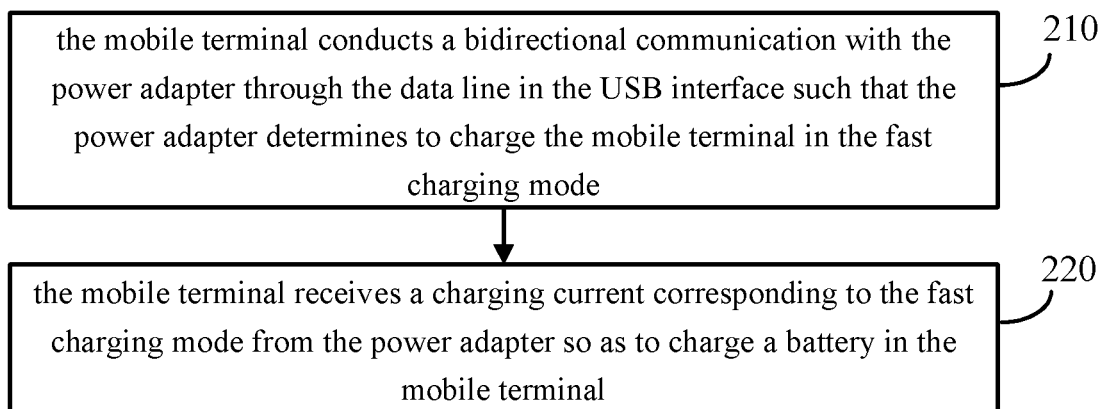 the mobile terminal conducts a bidirectional communication with the
power adapter through the data line in the USB interface such that the
power adapter determines to charge the mobile terminal in the fast
charging mode
210
the mobile terminal receives a charging current corresponding to the fast
charging mode from the power adapter so as to charge a battery in the
mobile terminal
220